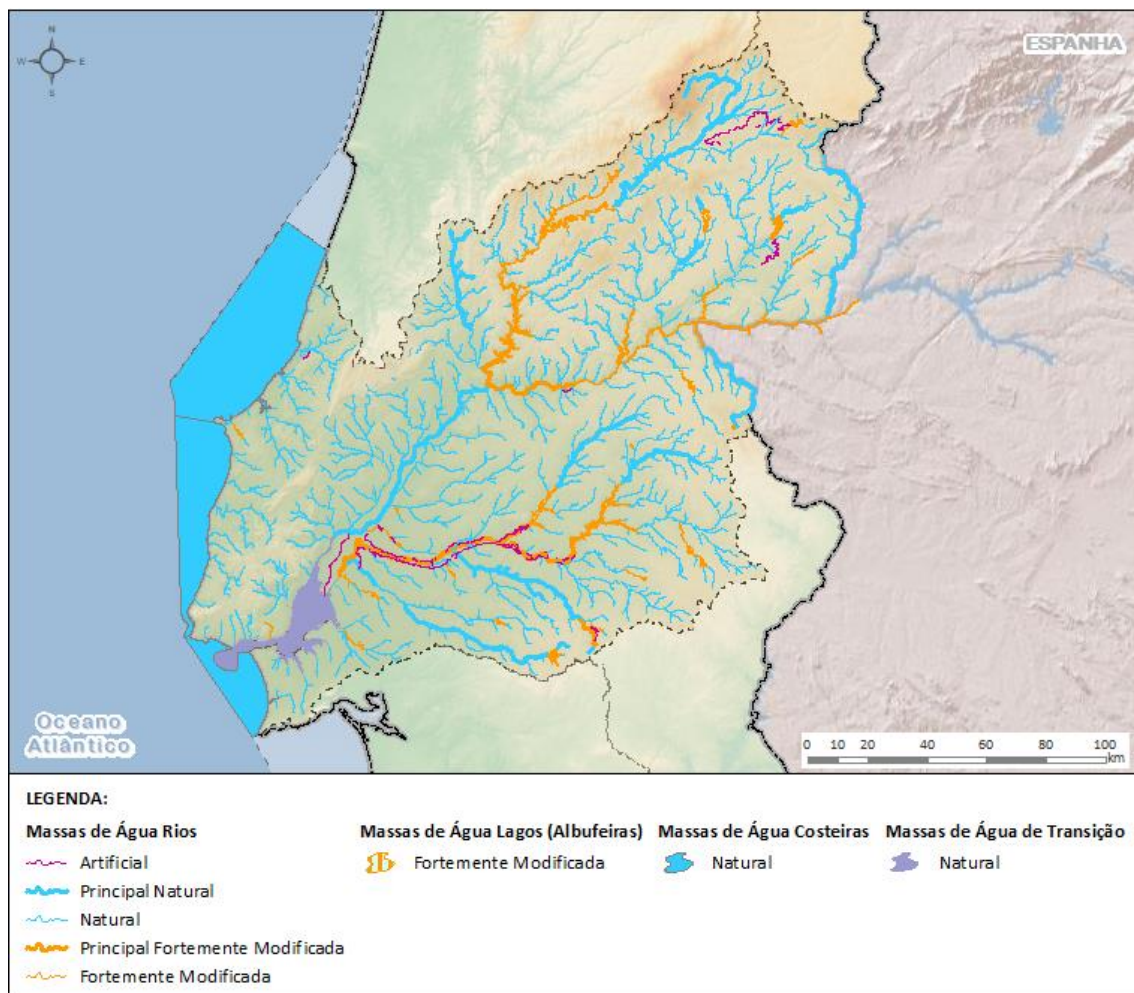 N
W E
S
ESPANHA
Oceano
Atlântico
0 10 20 40 60 80 100
km
LEGENDA:
Massas de Água Rios
Artificial
Principal Natural
Natural
Principal Fortemente Modificada
Fortemente Modificada
Massas de Água Lagos (Albufeiras)
Fortemente Modificada
Massas de Água Costeiras
Natural
Massas de Água de Transição
Natural